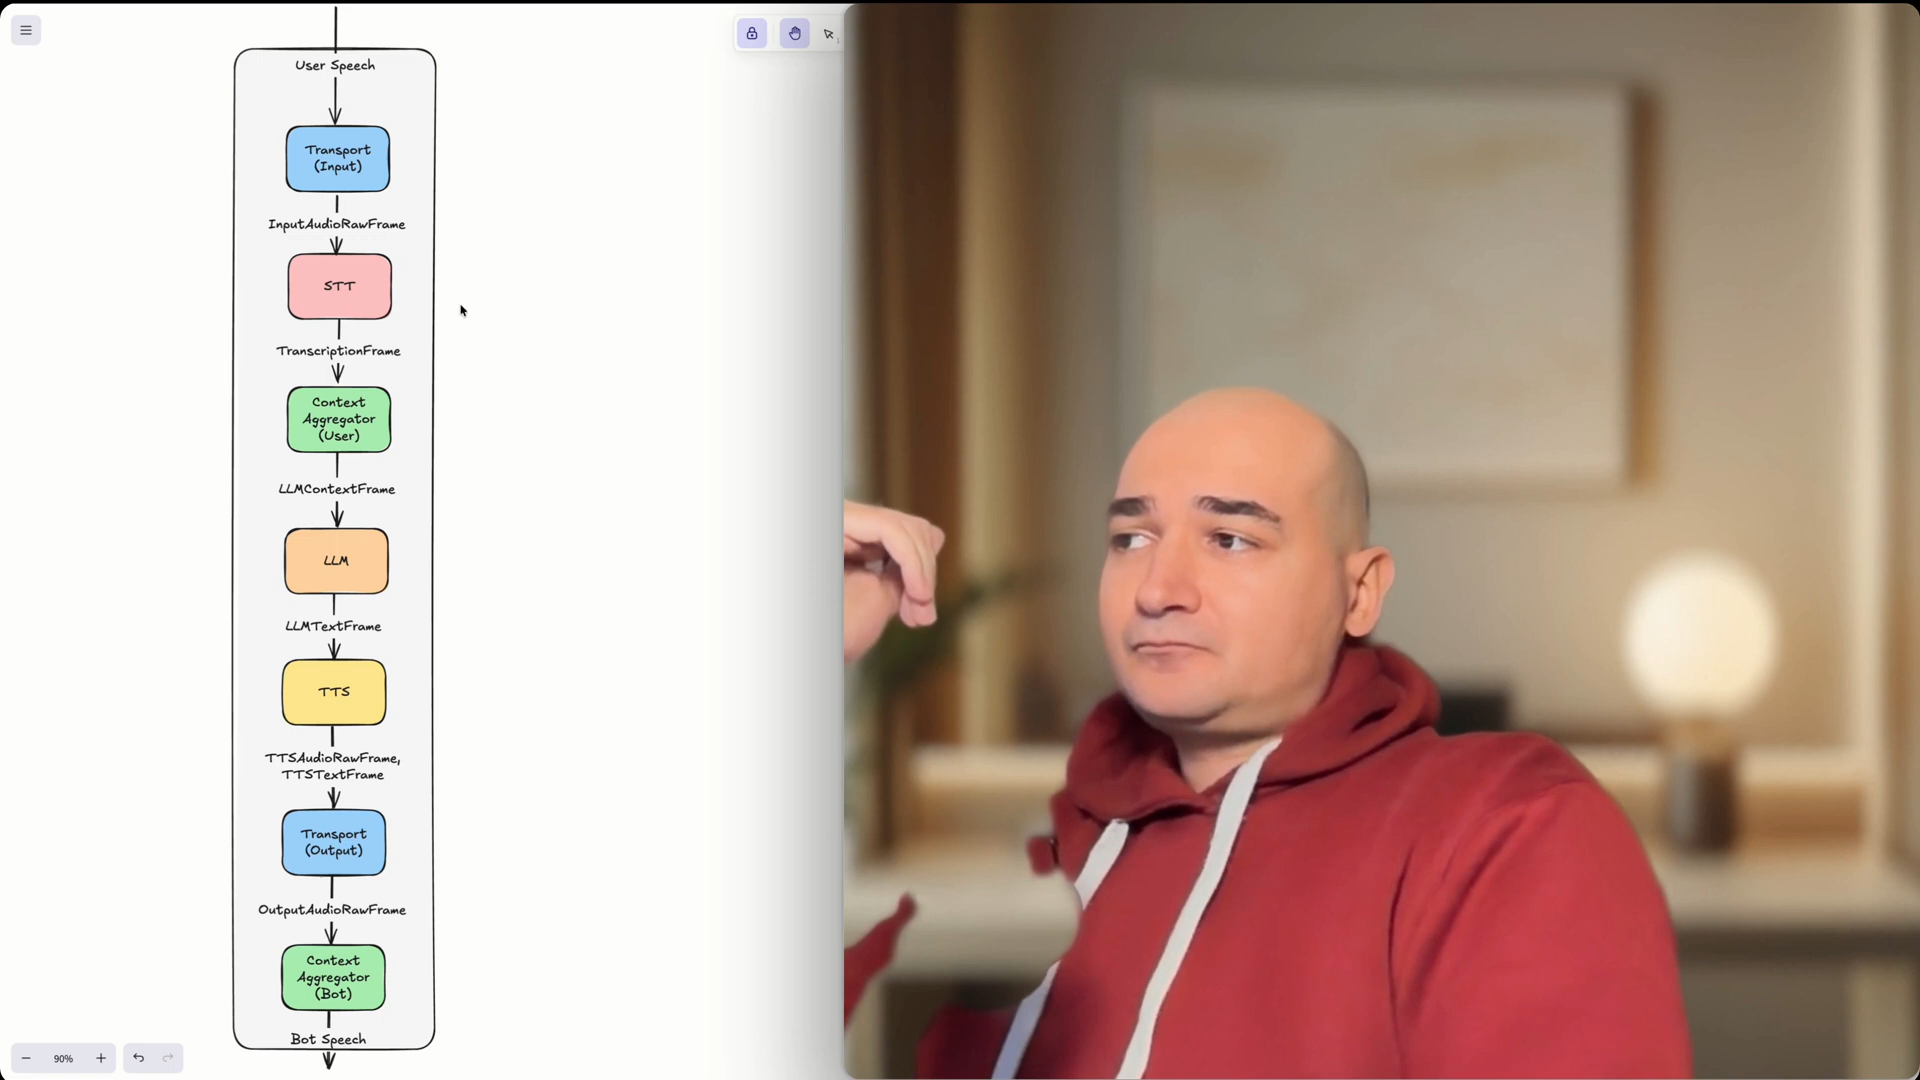 User Speech
Transport
(Input)
InputAudioRawFrame
STT
TranscriptionFrame
Context
Aggregator
(User)
LLMContextFrame
LLM
LLMTextFrame
TTS
TTSAudioRawFrame,
TTSTextFrame
Transport
(Output)
OutputAudioRawFrame
Context
Aggregator
(Bot)
Bot Speech
90%